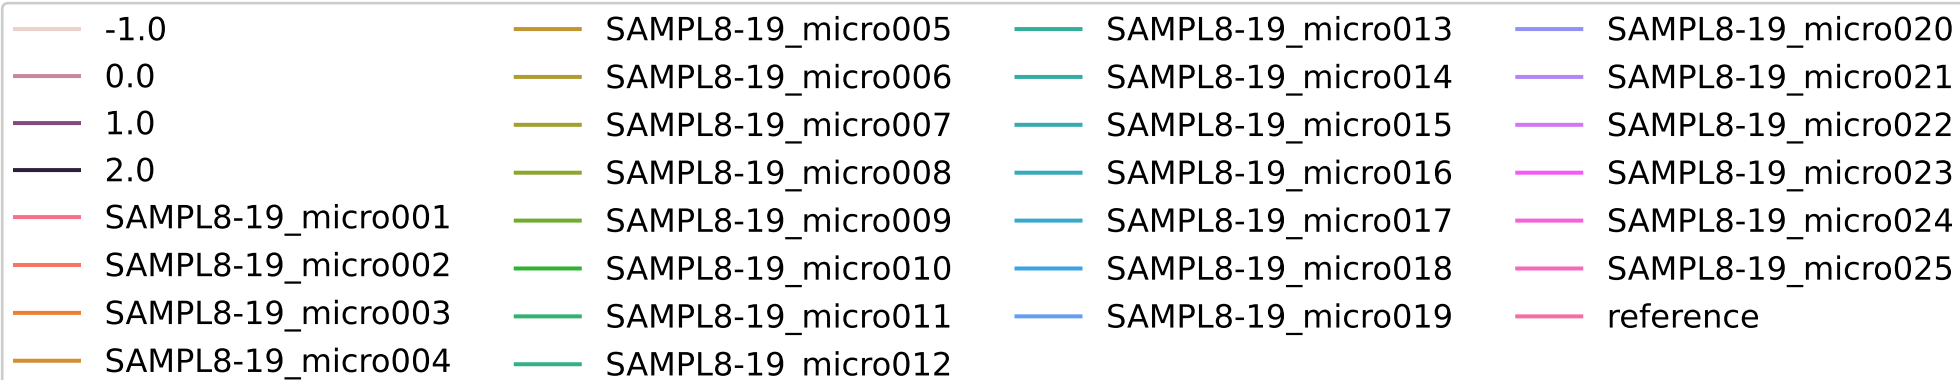 -1.0
0.0
1.0
2.0
SAMPL8-19_micro001
SAMPL8-19_micro002
SAMPL8-19_micro003
SAMPL8-19_micro004
SAMPL8-19_micro005
SAMPL8-19_micro006
SAMPL8-19_micro007
SAMPL8-19_micro008
SAMPL8-19_micro009
SAMPL8-19_micro010
SAMPL8-19_micro011
SAMPL8-19_micro012
SAMPL8-19_micro013
SAMPL8-19_micro014
SAMPL8-19_micro015
SAMPL8-19_micro016
SAMPL8-19_micro017
SAMPL8-19_micro018
SAMPL8-19_micro019
SAMPL8-19_micro020
SAMPL8-19_micro021
SAMPL8-19_micro022
SAMPL8-19_micro023
SAMPL8-19_micro024
SAMPL8-19_micro025
reference